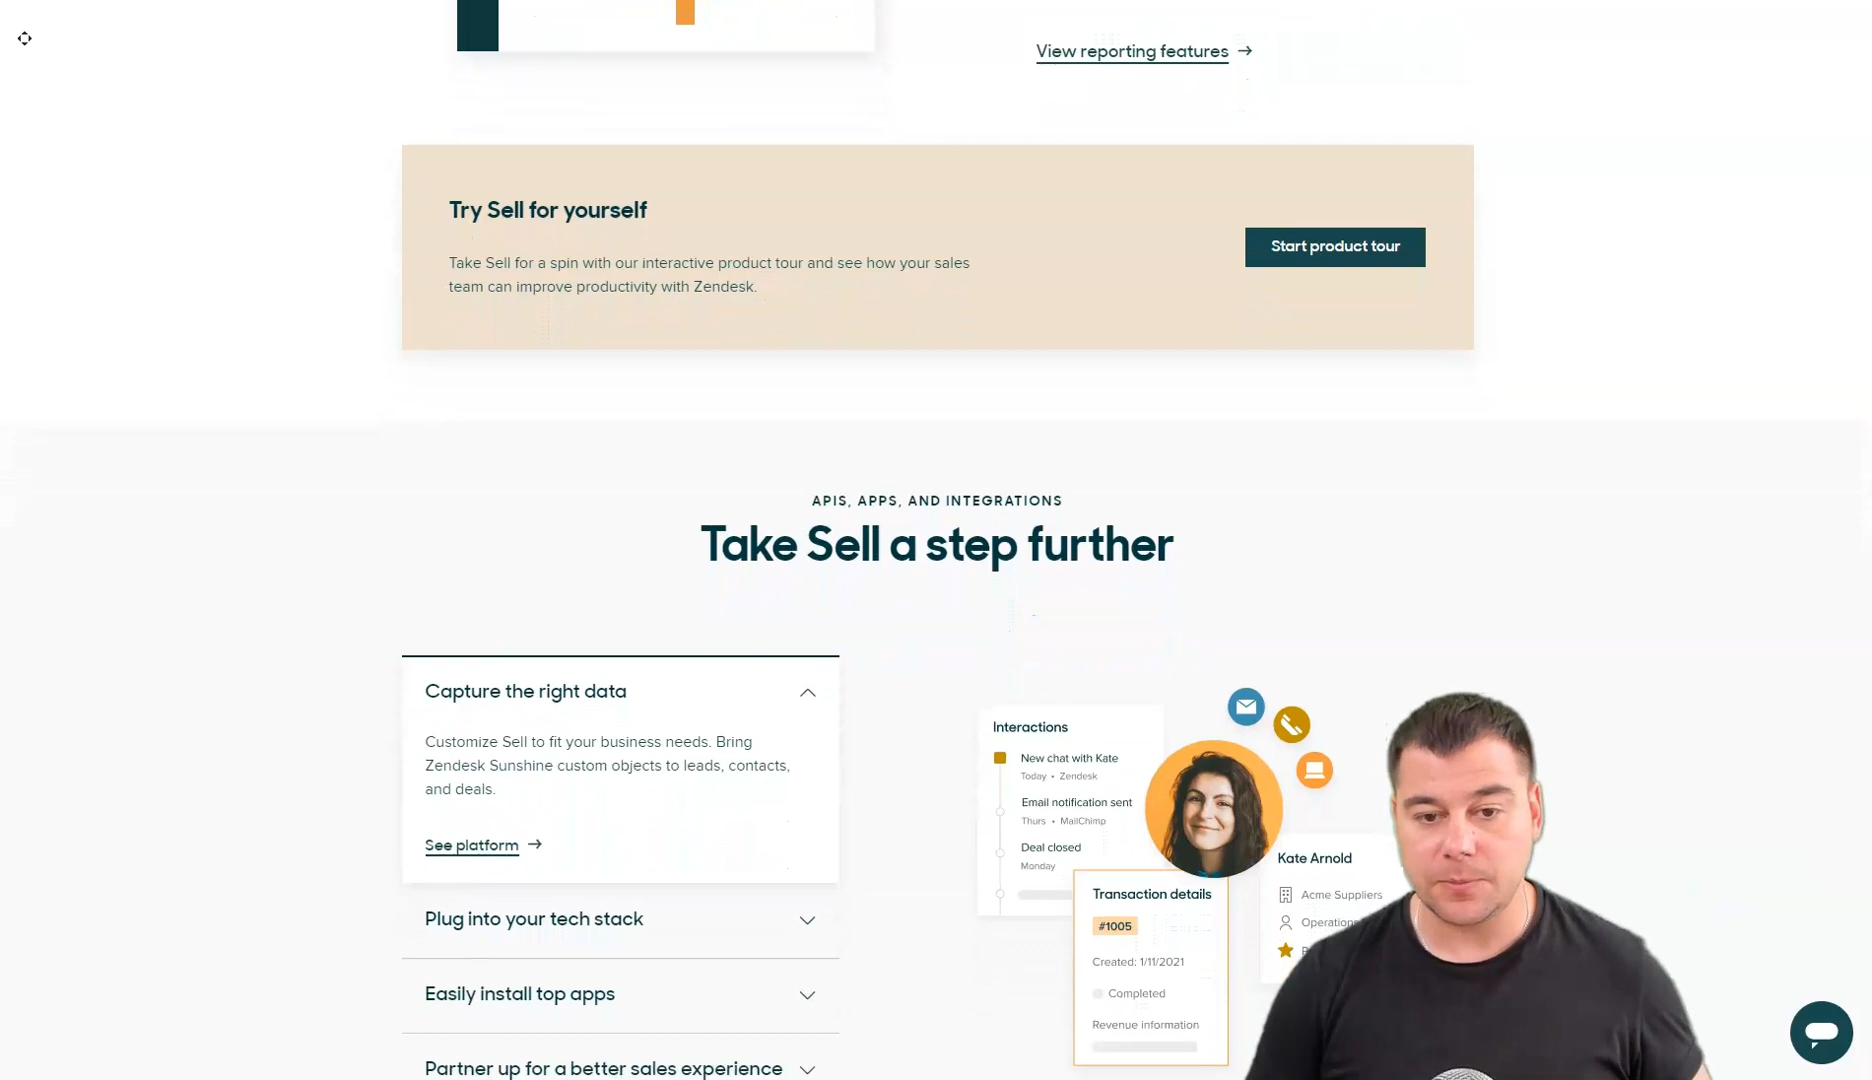 View reporting features
Try Sell for yourself
Take Sell for a spin with our interactive product tour and see how your sales
team can improve productivity with Zendesk.
Start product tour
APIS, APPS, AND INTEGRATIONS
Take Sell a step further
Capture the right data
Customize Sell to fit your business needs. Bring
Zendesk Sunshine custom objects to leads, contacts,
and deals.
See platform
Plug into your tech stack
Easily install top apps
Partner up for a better sales experience
Interactions
New chat with Kate
Today • Zendesk
Email notification sent
Thurs • MailChimp
Deal closed
Monday
Transaction details
#1005
Created: 1/11/2021
Completed
Revenue information
Kate Arnold
Acme Suppliers
Operations